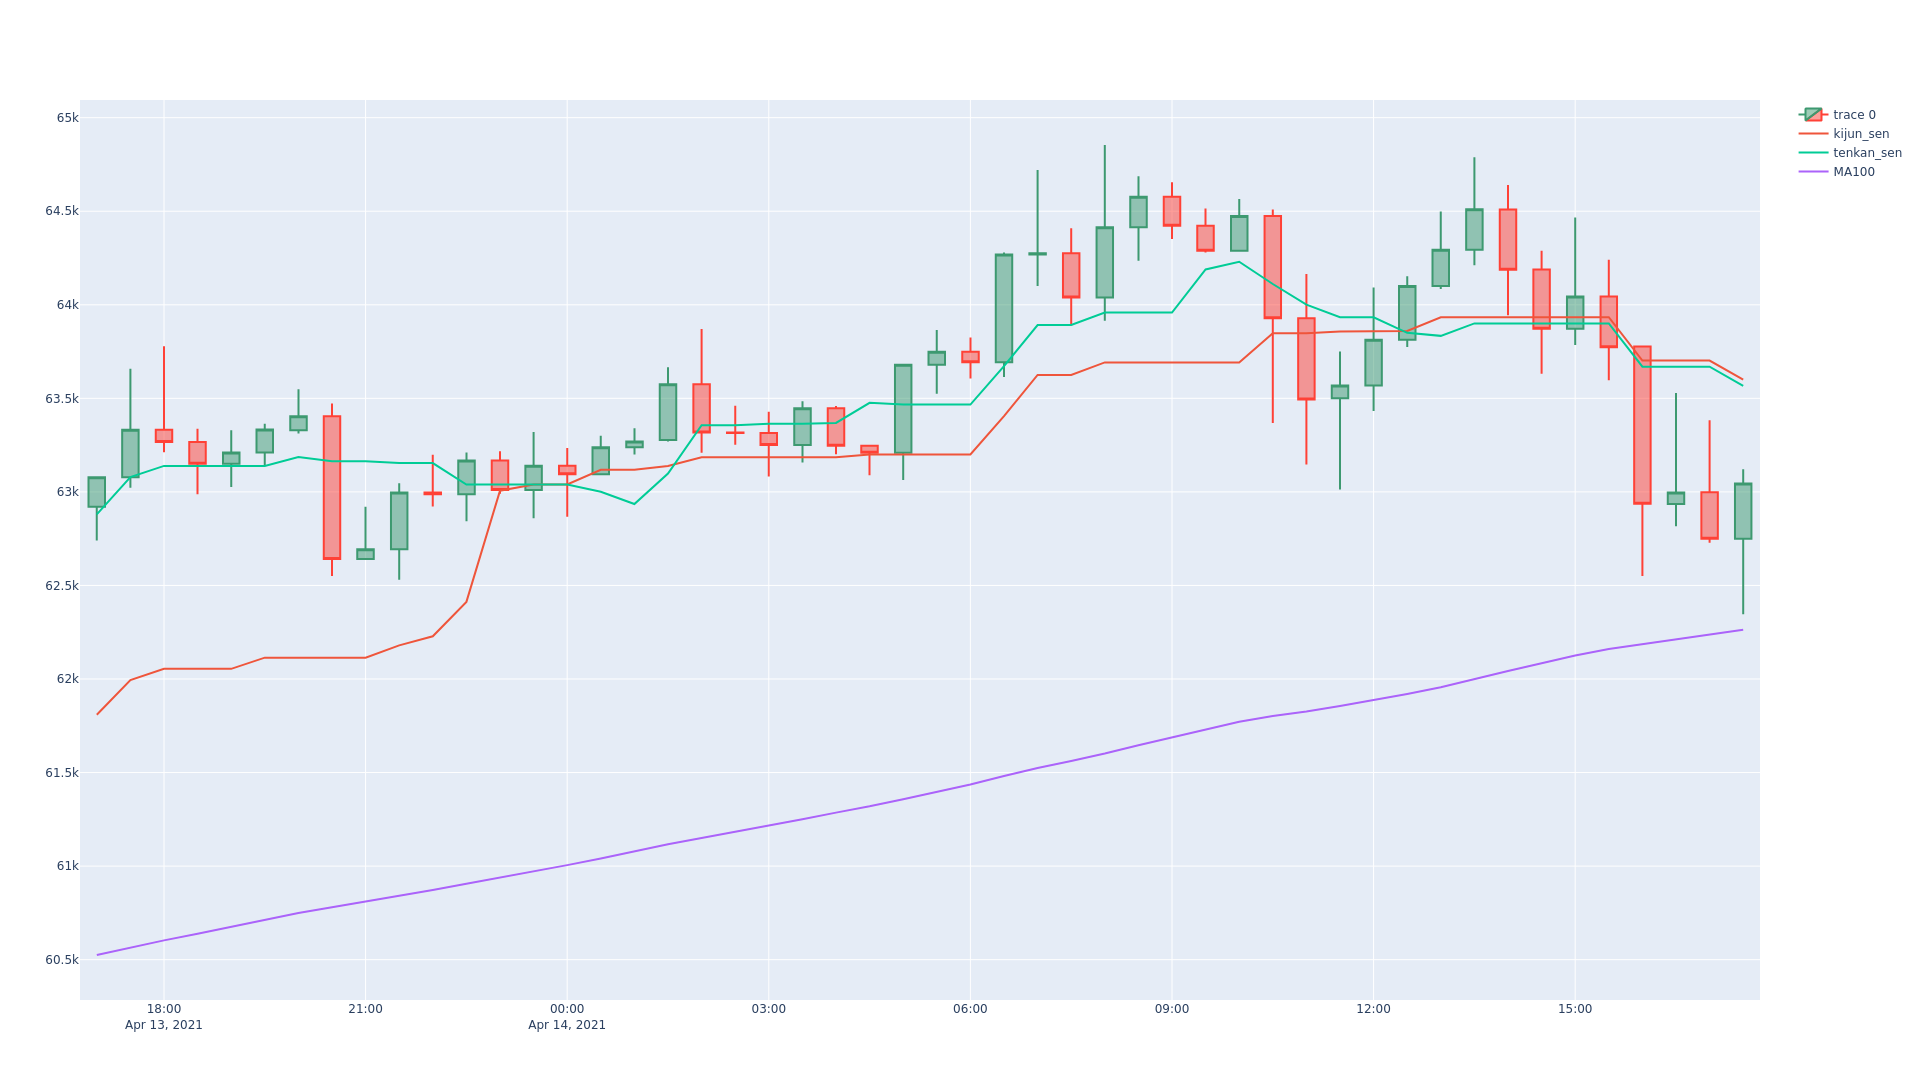 65k
64.5k
64k
63.5k
63k
62.5k
62k
61.5k
61k
60.5k
18:00
Apr 13, 2021
21:00
00:00
Apr 14, 2021
03:00
06:00
09:00
12:00
15:00
trace 0
kijun_sen
tenkan_sen
MA100